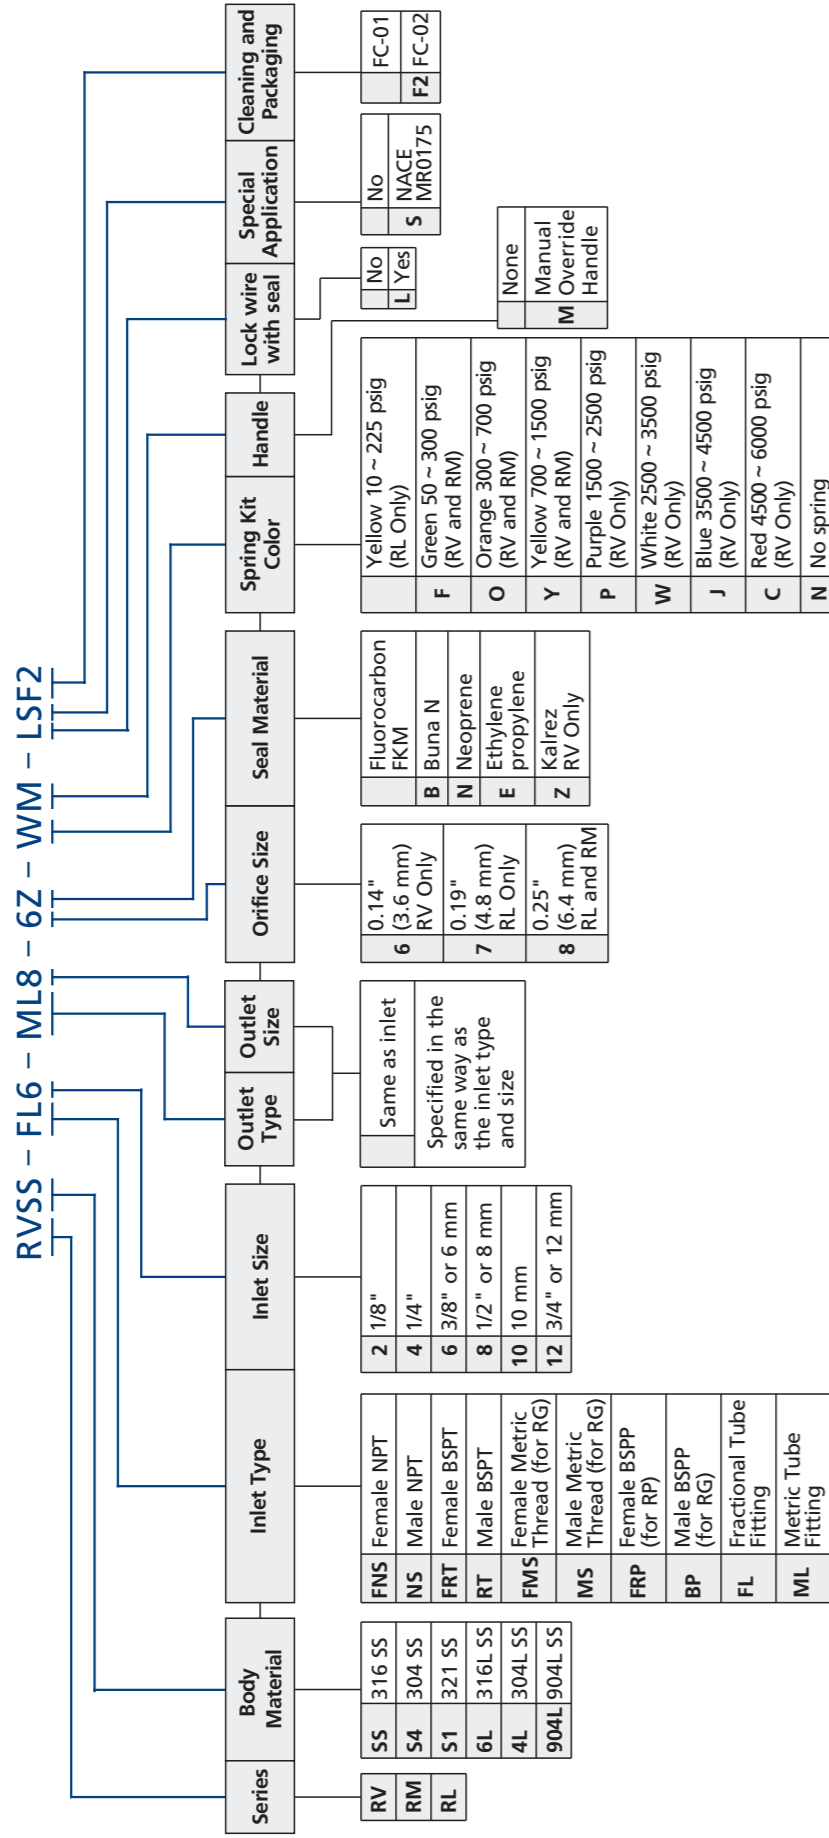 RVSS – FL6 – ML8 – 6Z – WM – LSF2
Series
RV
RM
RL
Body
Material
SS 316 SS
S4 304 SS
S1 321 SS
6L 316L SS
4L 304L SS
904L 904L SS
Inlet Type
FNS Female NPT
NS Male NPT
FRT Female BSPT
RT Male BSPT
FMS Female Metric
Thread (for RG)
MS Male Metric
Thread (for RG)
FRP Female BSPP
(for RP)
BP Male BSPP
(for RG)
FL Fractional Tube
Fitting
ML Metric Tube
Fitting
Inlet Size
2 1/8"
4 1/4"
6 3/8" or 6 mm
8 1/2" or 8 mm
10 10 mm
12 3/4" or 12 mm
Outlet
Type
Outlet
Size
Same as inlet
Specified in the
same way as
the inlet type
and size
Orifice Size
6 0.14"
(3.6 mm)
RV Only
7 0.19"
(4.8 mm)
RL Only
8 0.25"
(6.4 mm)
RL and RM
Seal Material
Fluorocarbon
FKM
B Buna N
N Neoprene
E Ethylene
propylene
Z Kalrez
RV Only
Spring Kit
Color
Yellow 10 ~ 225 psig
(RL Only)
F Green 50 ~ 300 psig
(RV and RM)
O Orange 300 ~ 700 psig
(RV and RM)
Y Yellow 700 ~ 1500 psig
(RV and RM)
P Purple 1500 ~ 2500 psig
(RV Only)
W White 2500 ~ 3500 psig
(RV Only)
J Blue 3500 ~ 4500 psig
(RV Only)
C Red 4500 ~ 6000 psig
(RV Only)
N No spring
Handle
None
M Manual
Override
Handle
Lock wire
with seal
No
L Yes
Special
Application
No
S NACE
MR0175
Cleaning and
Packaging
FC-01
F2 FC-02